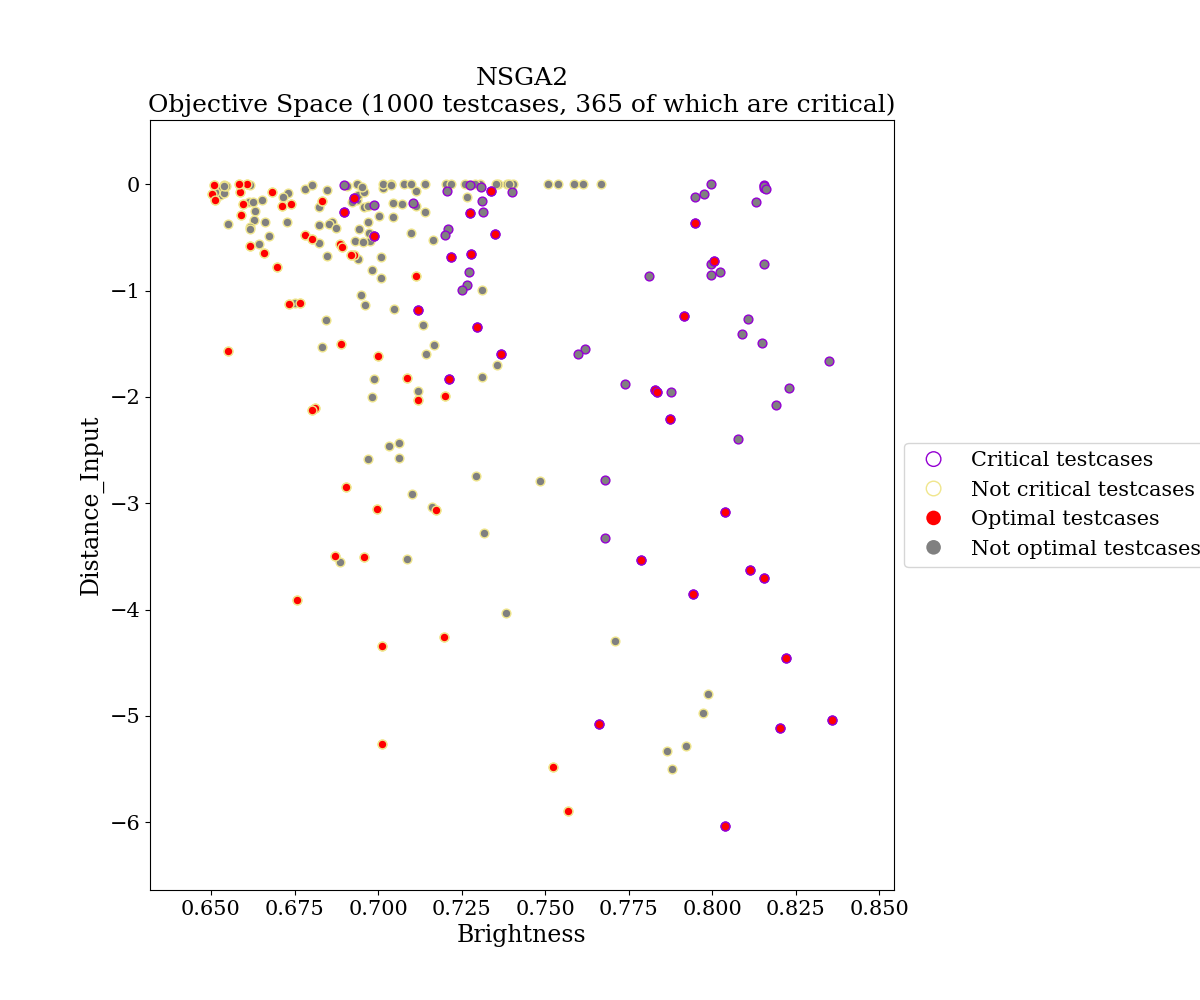 NSGA2
Objective Space (1000 testcases, 365 of which are critical)
0
−1
−2
−3
−4
−5
−6
Distance_Input
0.650 0.675 0.700 0.725 0.750 0.775 0.800 0.825 0.850
Brightness
Critical testcases
Not critical testcases
Optimal testcases
Not optimal testcases